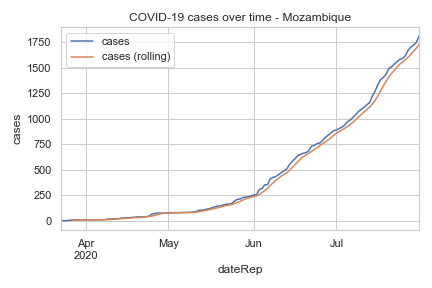 COVID-19 cases over time - Mozambique
cases
cases (rolling)
1750
1500
1250
1000
750
500
250
0
cases
Apr
2020
May
Jun
Jul
dateRep